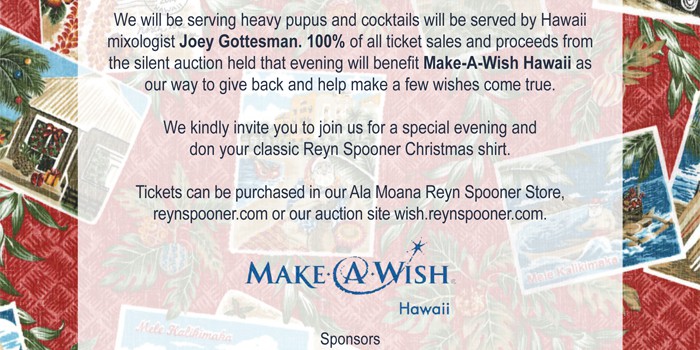 We will be serving heavy pupus and cocktails will be served by Hawaii
mixologist Joey Gottesman. 100% of all ticket sales and proceeds from
the silent auction held that evening will benefit Make-A-Wish Hawaii as
our way to give back and help make a few wishes come true.
We kindly invite you to join us for a special evening and
don your classic Reyn Spooner Christmas shirt.
Tickets can be purchased in our Ala Moana Reyn Spooner Store,
reynspooner.com or our auction site wish.reynspooner.com.
Mele Kalikimaka
MAKE·A·WISH
Hawaii
Mele Kalikimaka
Sponsors